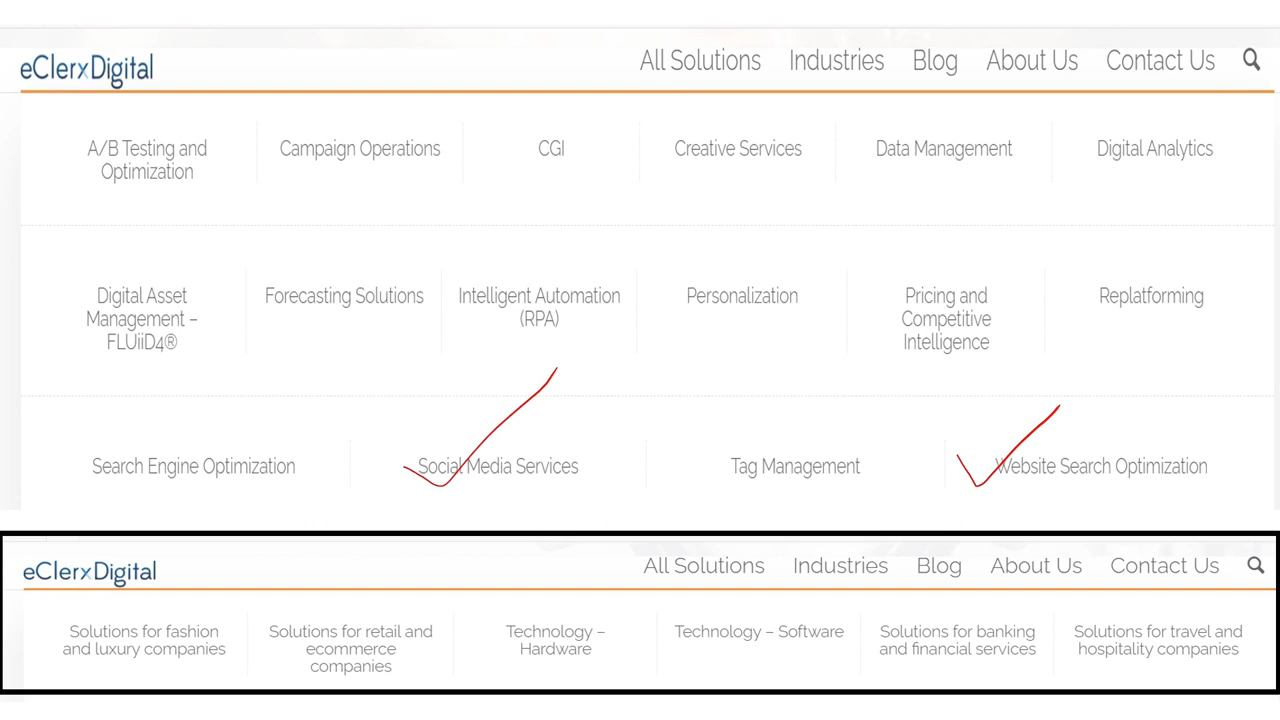 eClerxDigital
All Solutions Industries Blog About Us Contact Us
A/B Testing and
Optimization
Campaign Operations
CGI
Creative Services
Data Management
Digital Analytics
Digital Asset
Management –
FLUiiD4®
Forecasting Solutions
Intelligent Automation
(RPA)
Personalization
Pricing and
Competitive
Intelligence
Replatforming
Search Engine Optimization
Social Media Services
Tag Management
Website Search Optimization
eClerxDigital
All Solutions Industries Blog About Us Contact Us
Solutions for fashion
and luxury companies
Solutions for retail and
ecommerce
companies
Technology –
Hardware
Technology – Software
Solutions for banking
and financial services
Solutions for travel and
hospitality companies